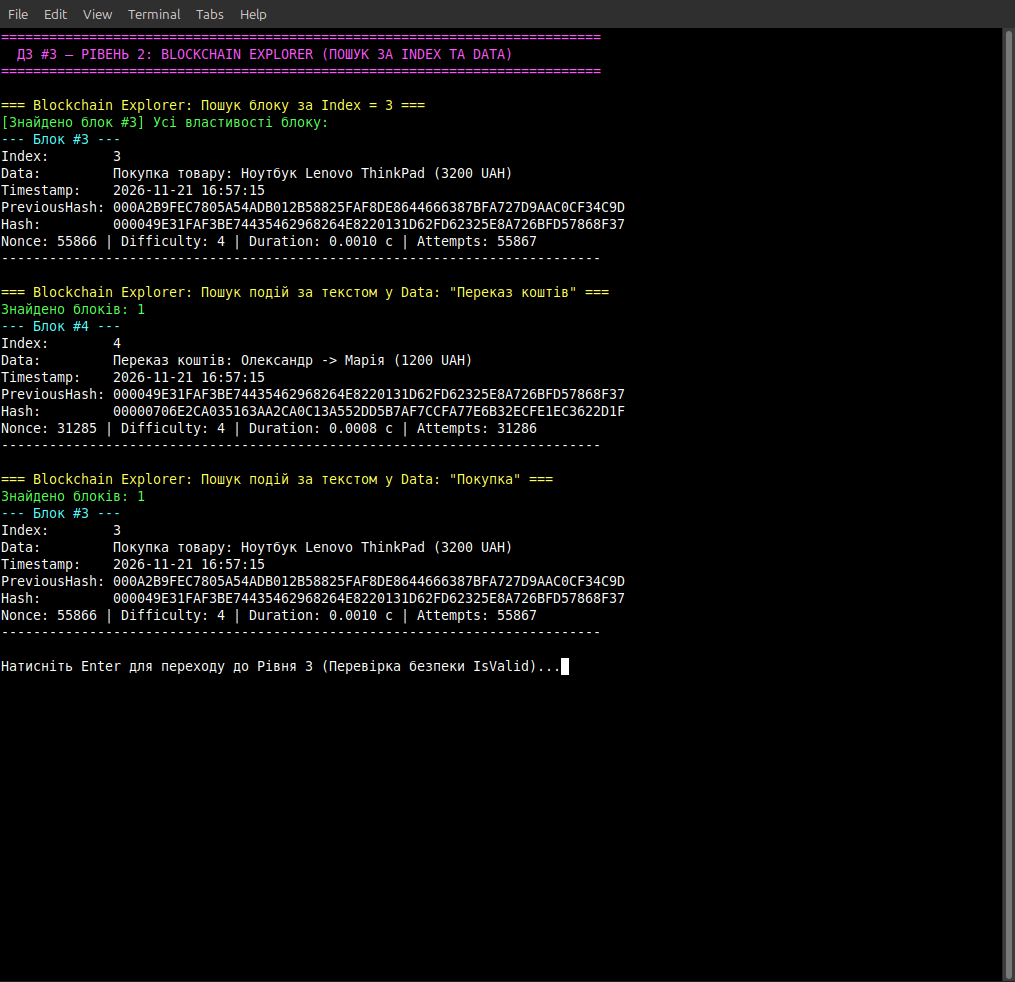 File Edit View Terminal Tabs Help
===========================================================================
ДЗ #3 — РІВЕНЬ 2: BLOCKCHAIN EXPLORER (ПОШУК ЗА INDEX ТА DATA)
===========================================================================
=== Blockchain Explorer: Пошук блоку за Index = 3 ===
[Знайдено блок #3] Усі властивості блоку:
--- Блок #3 ---
Index: 3
Data: Покупка товару: Ноутбук Lenovo ThinkPad (3200 UAH)
Timestamp: 2026-11-21 16:57:15
PreviousHash: 000A2B9FEC7805A54ADB012B58825FAF8DE8644666387BFA727D9AAC0CF34C9D
Hash: 000049E31FAF3BE74435462968264E8220131D62FD62325E8A726BFD57868F37
Nonce: 55866 | Difficulty: 4 | Duration: 0.0010 с | Attempts: 55867
---------------------------------------------------------------------------
=== Blockchain Explorer: Пошук подій за текстом у Data: "Переказ коштів" ===
Знайдено блоків: 1
--- Блок #4 ---
Index: 4
Data: Переказ коштів: Олександр -> Марія (1200 UAH)
Timestamp: 2026-11-21 16:57:15
PreviousHash: 000049E31FAF3BE74435462968264E8220131D62FD62325E8A726BFD57868F37
Hash: 00000706E2CA035163AA2CA0C13A552DD5B7AF7CCFA77E6B32ECFE1EC3622D1F
Nonce: 31285 | Difficulty: 4 | Duration: 0.0008 с | Attempts: 31286
---------------------------------------------------------------------------
=== Blockchain Explorer: Пошук подій за текстом у Data: "Покупка" ===
Знайдено блоків: 1
--- Блок #3 ---
Index: 3
Data: Покупка товару: Ноутбук Lenovo ThinkPad (3200 UAH)
Timestamp: 2026-11-21 16:57:15
PreviousHash: 000A2B9FEC7805A54ADB012B58825FAF8DE8644666387BFA727D9AAC0CF34C9D
Hash: 000049E31FAF3BE74435462968264E8220131D62FD62325E8A726BFD57868F37
Nonce: 55866 | Difficulty: 4 | Duration: 0.0010 с | Attempts: 55867
---------------------------------------------------------------------------
Натисніть Enter для переходу до Рівня 3 (Перевірка безпеки IsValid)...